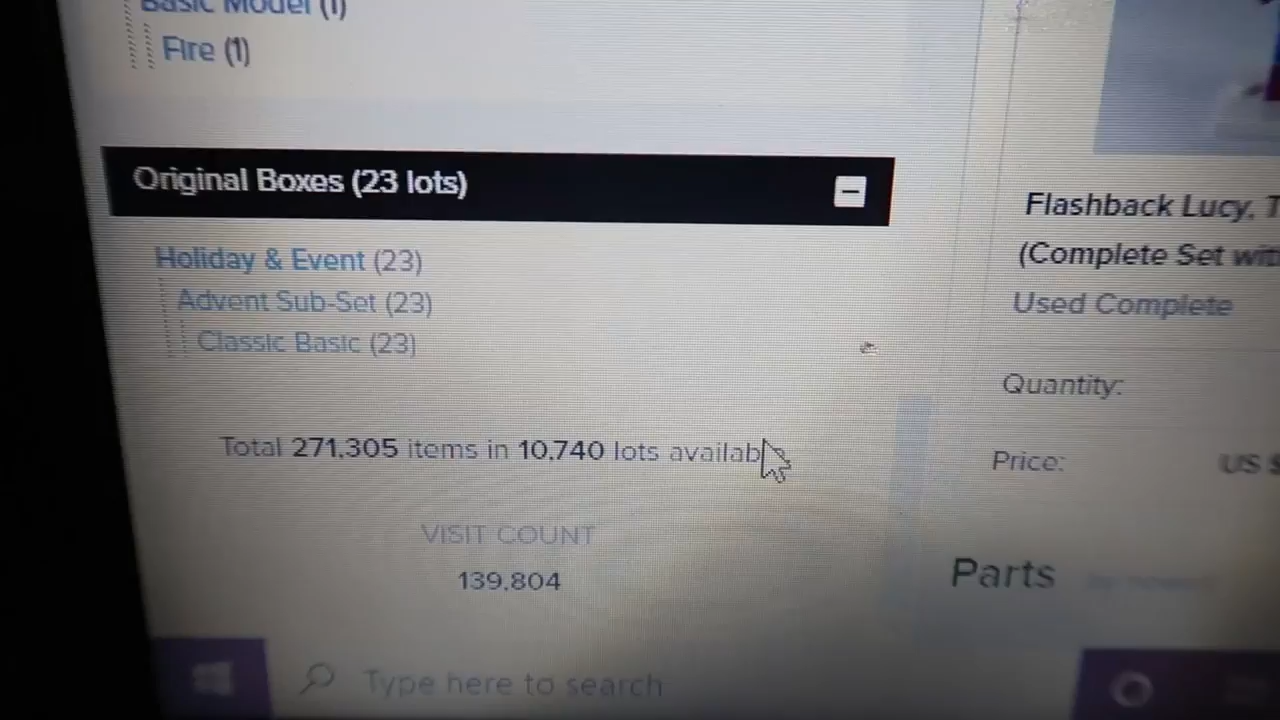 Basic Model (1)
Fire (1)
Original Boxes (23 lots)
Holiday & Event (23)
Advent Sub-Set (23)
Classic Basic (23)
Total 271,305 items in 10,740 lots availab
VISIT COUNT
139,804
Flashback Lucy, T
(Complete Set with
Used Complete
Quantity:
Price: US $
Parts
Type here to search